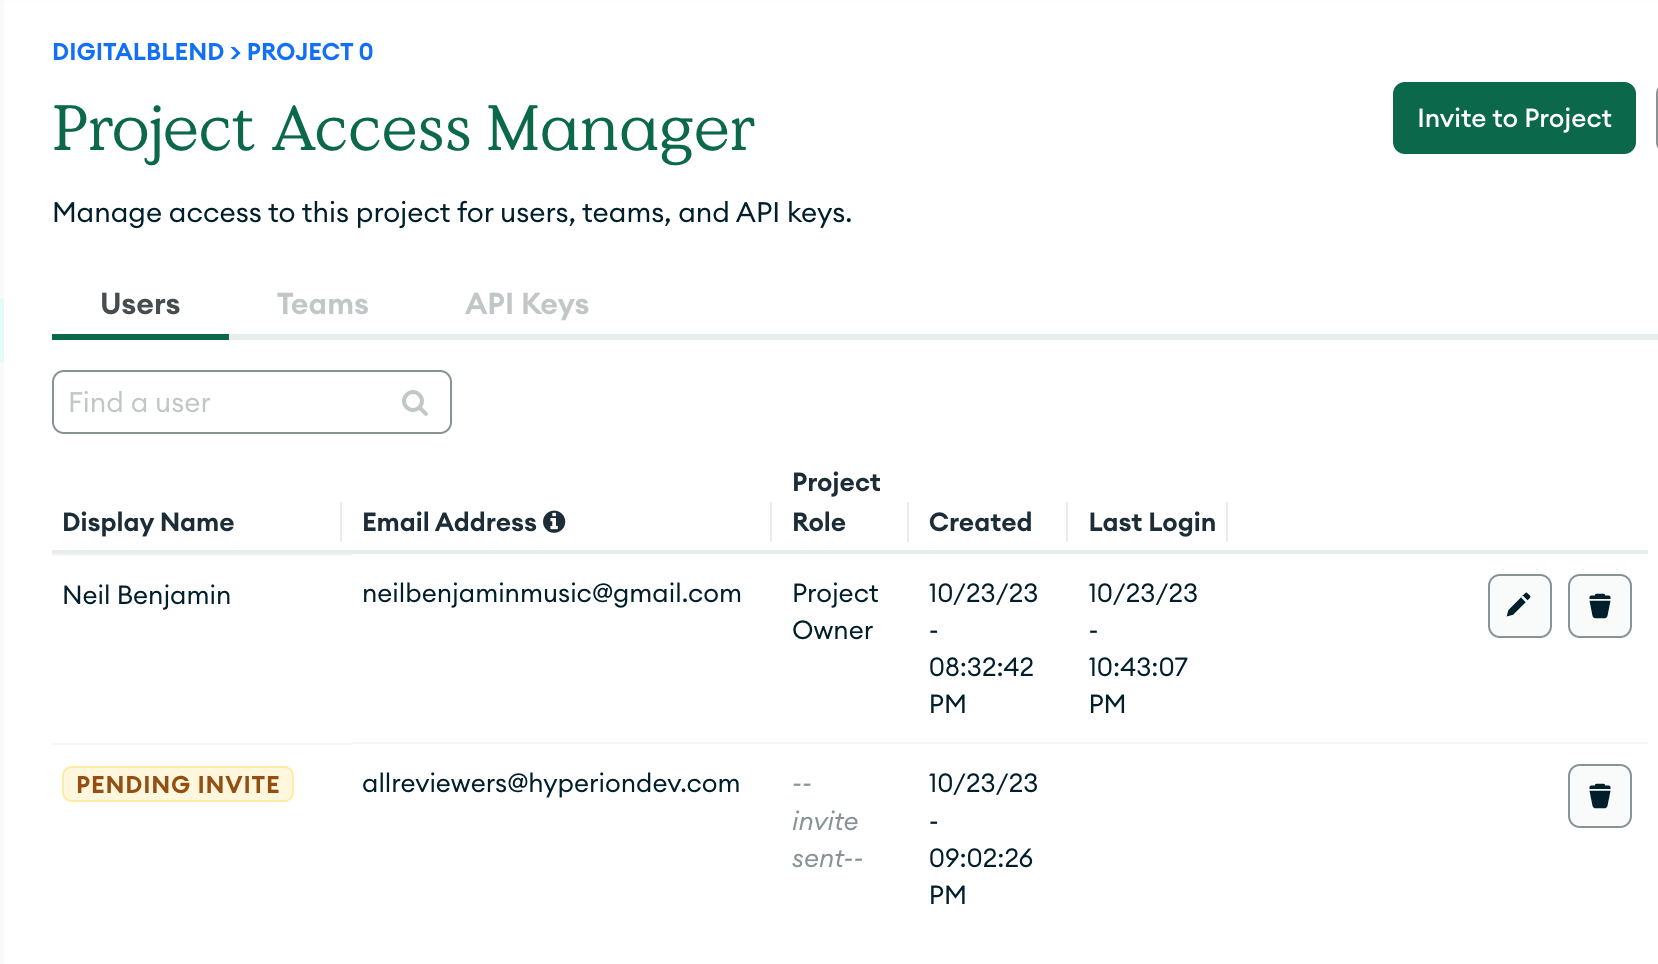 DIGITALBLEND > PROJECT 0
Project Access Manager
Invite to Project
Manage access to this project for users, teams, and API keys.
Users Teams API Keys
Find a user
Display Name Email Address Project Role Created Last Login
Neil Benjamin neilbenjaminmusic@gmail.com Project Owner 10/23/23 - 08:32:42 PM 10/23/23 - 10:43:07 PM
PENDING INVITE allreviewers@hyperiondev.com -- invite sent-- 10/23/23 - 09:02:26 PM